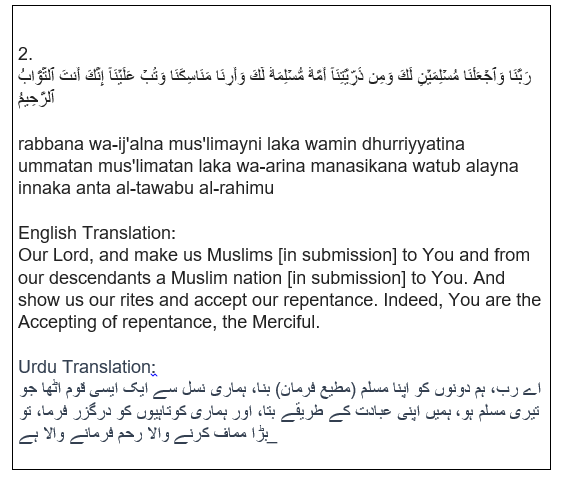 2.
رَبَّنَا وَٱجْعَلْنَا مُسْلِمَيْنِ لَكَ وَمِن ذُرِّيَّتِنَآ أُمَّةً مُّسْلِمَةً لَّكَ وَأَرِنَا مَنَاسِكَنَا وَتُبْ عَلَيْنَآ إِنَّكَ أَنتَ ٱلتَّوَّابُ
ٱلرَّحِيمُ
rabbana wa-ij'alna mus'limayni laka wamin dhurriyyatina
ummatan mus'limatan laka wa-arina manasikana watub alayna
innaka anta al-tawabu al-rahimu
English Translation:
Our Lord, and make us Muslims [in submission] to You and from
our descendants a Muslim nation [in submission] to You. And
show us our rites and accept our repentance. Indeed, You are the
Accepting of repentance, the Merciful.
Urdu Translation:
اے رب، ہم دونوں کو اپنا مسلم (مطیع فرمان) بنا، ہماری نسل سے ایک ایسی قوم اٹھا جو
تیری مسلم ہو، ہمیں اپنی عبادت کے طریقے بتا، اور ہماری کوتاہیوں کو درگزر فرما، تو
بڑا معاف کرنے والا رحم فرمانے والا ہے_